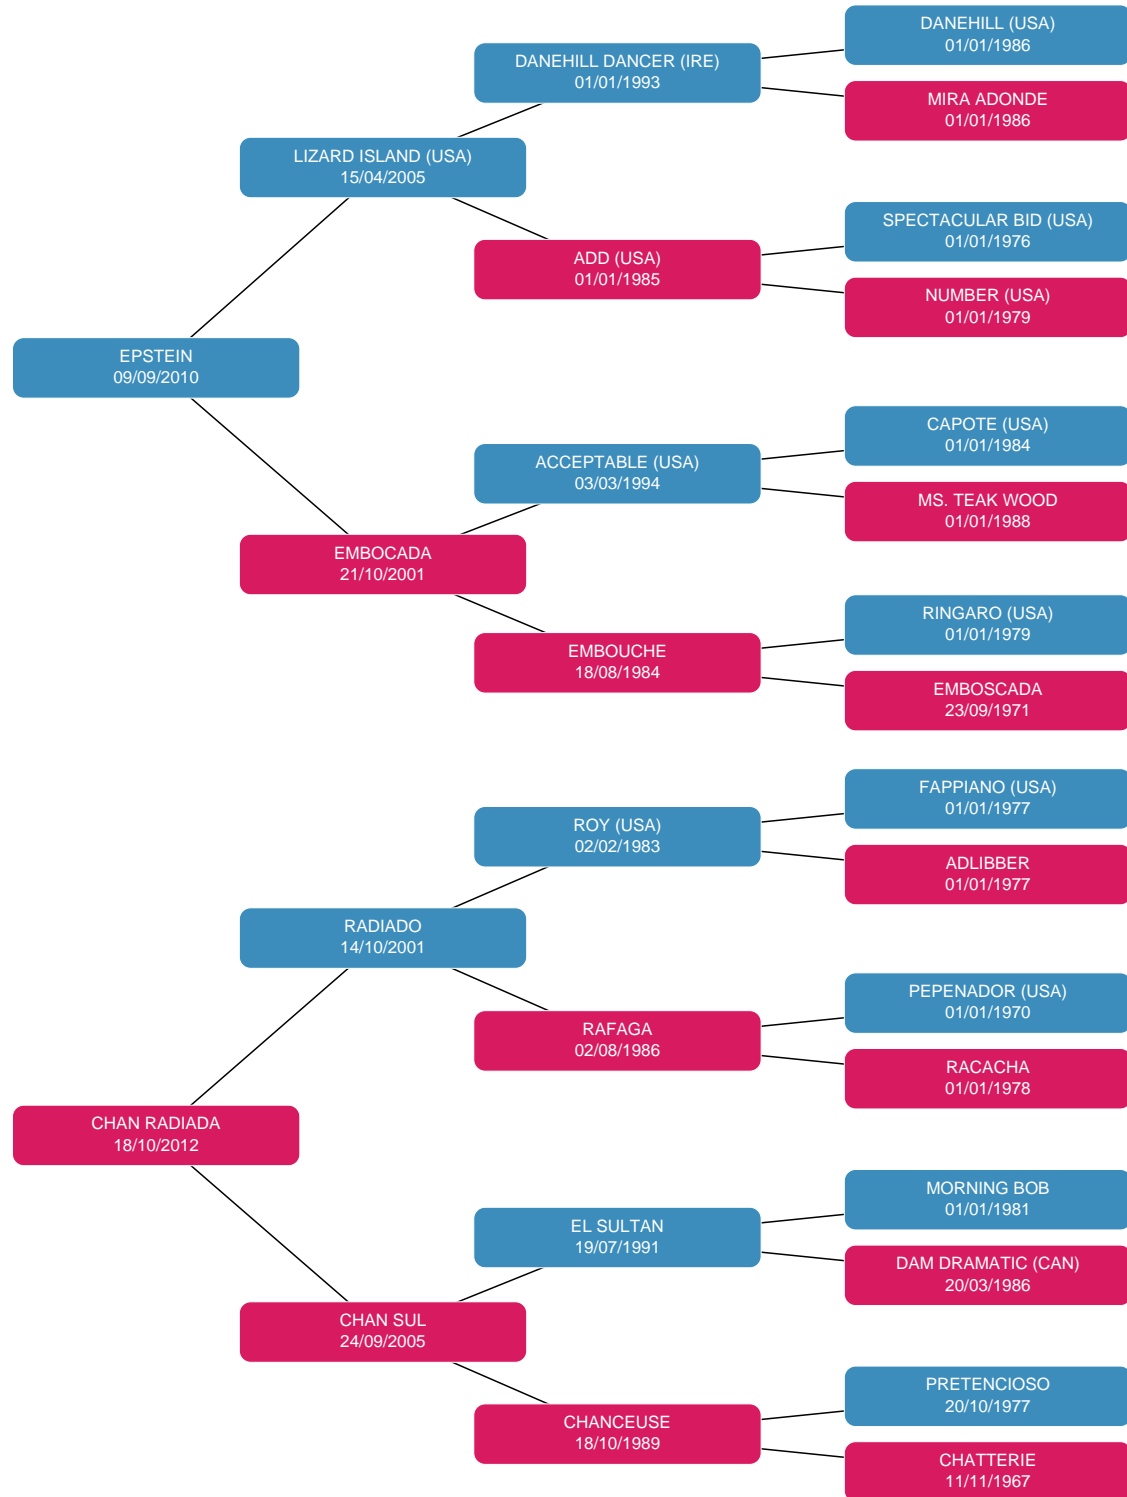 DANEHILL (USA)
01/01/1986
DANEHILL DANCER (IRE)
01/01/1993
MIRA ADONDE
01/01/1986
LIZARD ISLAND (USA)
15/04/2005
SPECTACULAR BID (USA)
01/01/1976
ADD (USA)
01/01/1985
NUMBER (USA)
01/01/1979
EPSTEIN
09/09/2010
CAPOTE (USA)
01/01/1984
ACCEPTABLE (USA)
03/03/1994
MS. TEAK WOOD
01/01/1988
EMBOCADA
21/10/2001
RINGARO (USA)
01/01/1979
EMBOUCHE
18/08/1984
EMBOSCADA
23/09/1971
FAPPIANO (USA)
01/01/1977
ROY (USA)
02/02/1983
ADLIBBER
01/01/1977
RADIADO
14/10/2001
PEPENADOR (USA)
01/01/1970
RAFAGA
02/08/1986
RACACHA
01/01/1978
CHAN RADIADA
18/10/2012
MORNING BOB
01/01/1981
EL SULTAN
19/07/1991
DAM DRAMATIC (CAN)
20/03/1986
CHAN SUL
24/09/2005
PRETENCIOSO
20/10/1977
CHANCEUSE
18/10/1989
CHATTERIE
11/11/1967